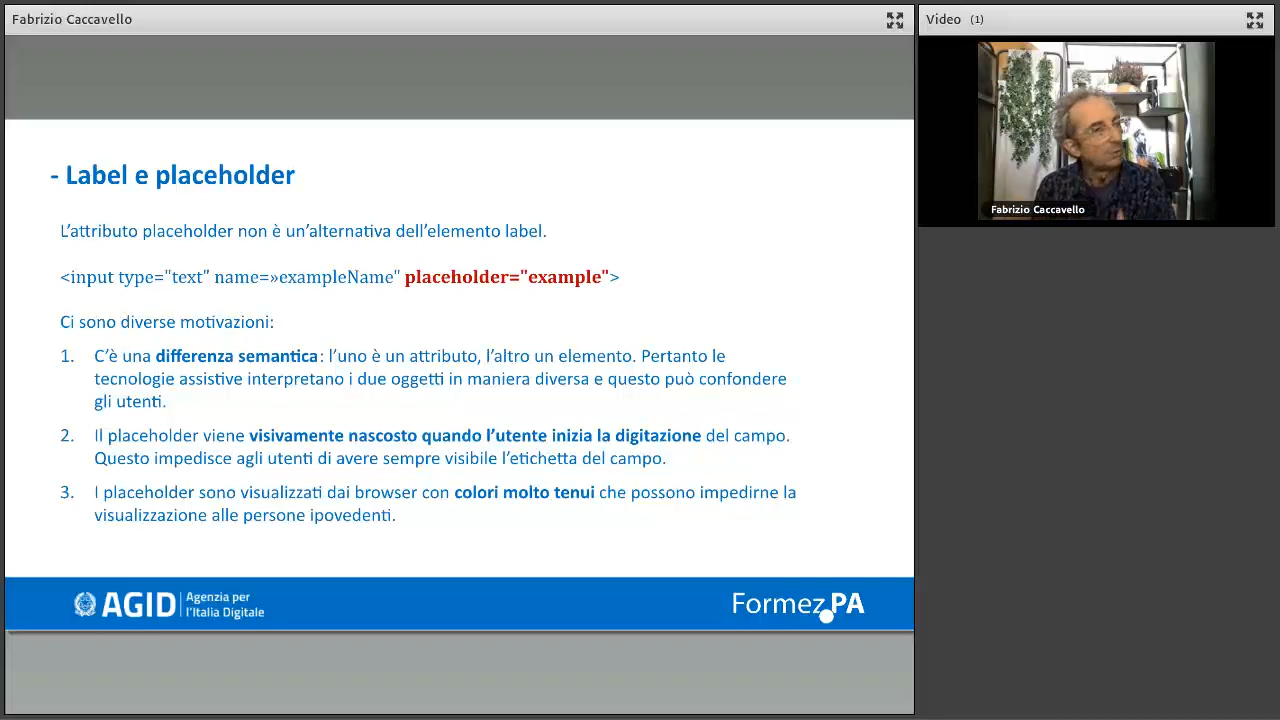 Fabrizio Caccavello
Video (1)
Fabrizio Caccavello
- Label e placeholder
L’attributo placeholder non è un’alternativa dell’elemento label.
<input type="text" name=»exampleName" placeholder="example">
Ci sono diverse motivazioni:
1. C’è una differenza semantica: l’uno è un attributo, l’altro un elemento. Pertanto le
tecnologie assistive interpretano i due oggetti in maniera diversa e questo può confondere
gli utenti.
2. Il placeholder viene visivamente nascosto quando l’utente inizia la digitazione del campo.
Questo impedisce agli utenti di avere sempre visibile l’etichetta del campo.
3. I placeholder sono visualizzati dai browser con colori molto tenui che possono impedirne la
visualizzazione alle persone ipovedenti.
AGID Agenzia per
l’Italia Digitale
Formez PA